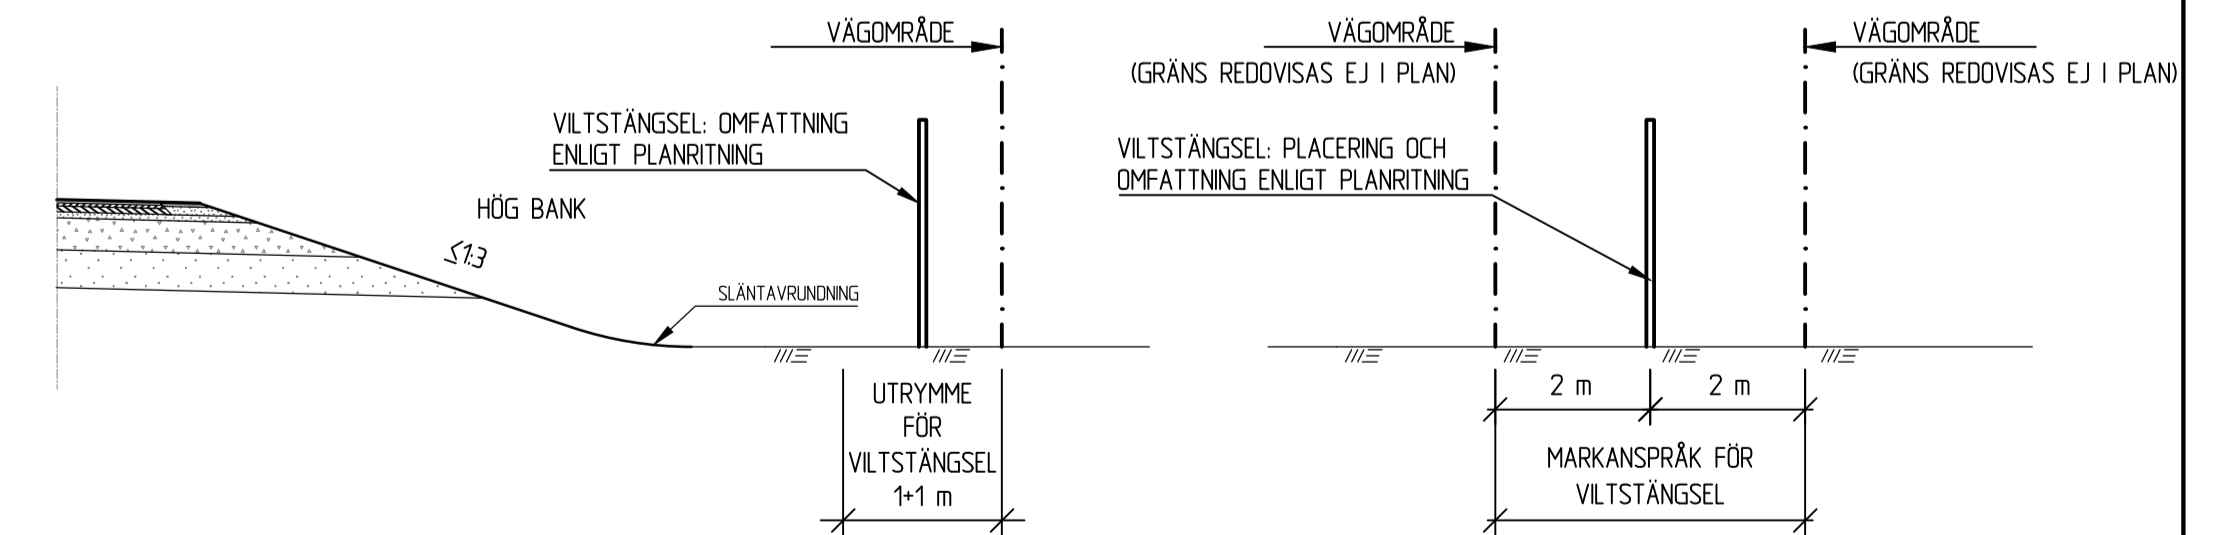 VÄGOMRÅDE
VILTSTÄNGSEL: OMFATTNING
ENLIGT PLANRITNING
HÖG BANK
≤1:3
SLÄNTAVRUNDNING
UTRYMME
FÖR
VILTSTÄNGSEL
1+1 m
VÄGOMRÅDE
(GRÄNS REDOVISAS EJ I PLAN)
VÄGOMRÅDE
(GRÄNS REDOVISAS EJ I PLAN)
VILTSTÄNGSEL: PLACERING OCH
OMFATTNING ENLIGT PLANRITNING
2 m
2 m
MARKANSPRÅK FÖR
VILTSTÄNGSEL